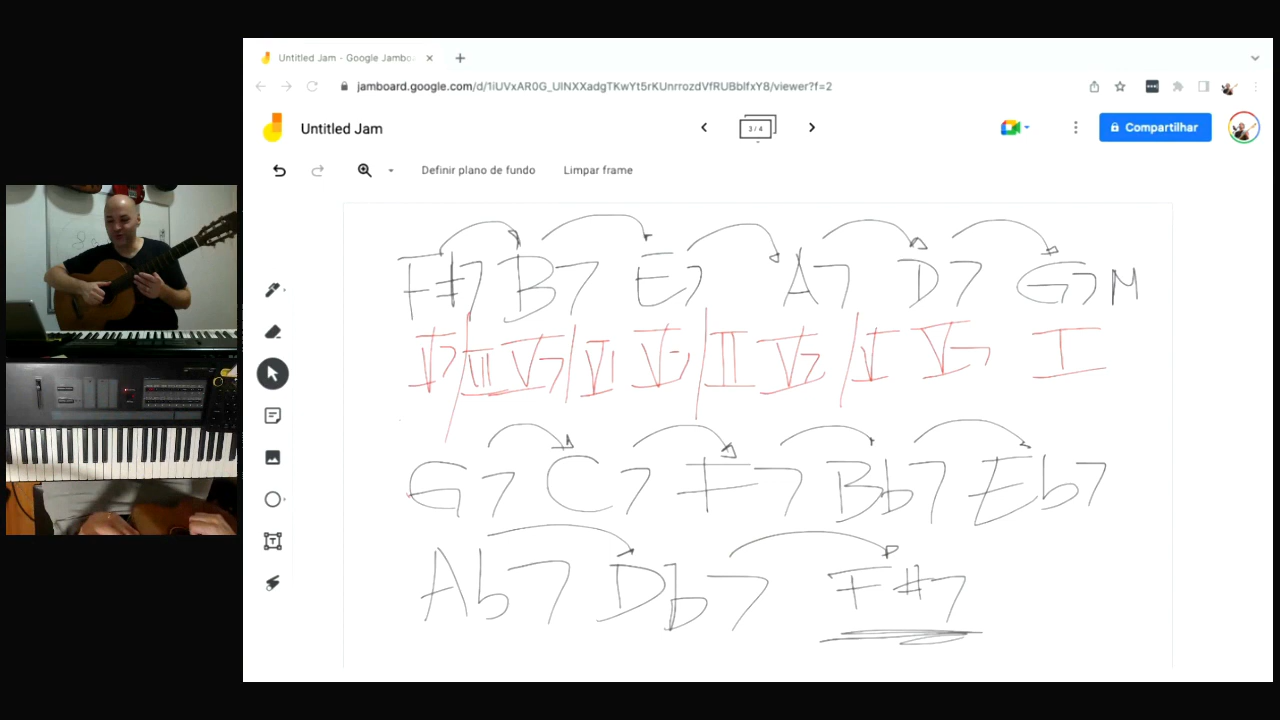 Untitled Jam - Google Jambo
jamboard.google.com/d/1iUVxAR0G_UlNXXadgTKwYt5rKUnrrozdVfRUBbIfxY8/viewer?f=2
Untitled Jam
3 / 4
Compartilhar
Definir plano de fundo
Limpar frame
F#7 B7 E7 A7 D7 G7M
V7 | VII V7 | VI V7 | II V7 | V V7 I
G7 C7 F7 Bb7 Eb7
Ab7 Db7 F#7